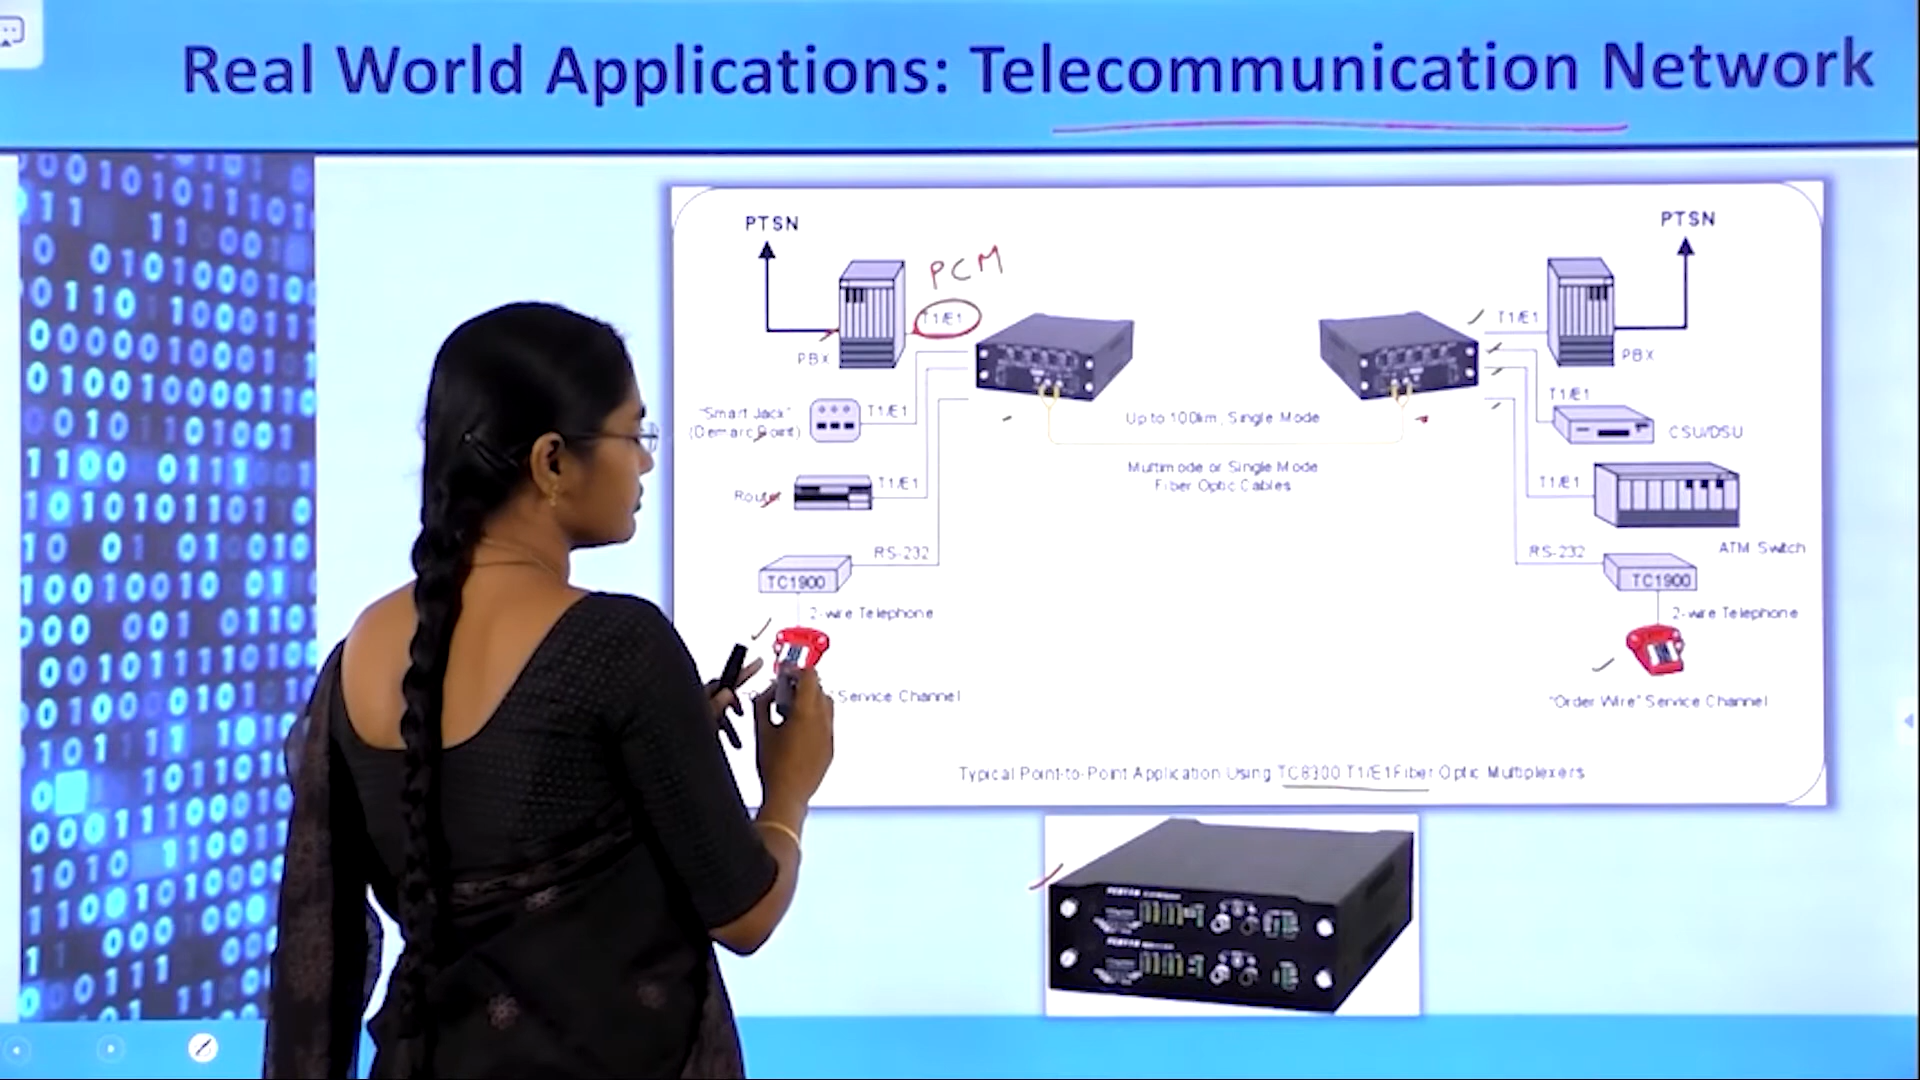 Real World Applications: Telecommunication Network
PTSN
PTSN
PCM
T1/E1
T1/E1
PBX
PBX
"Smart Jack"
(Demarc Point)
T1/E1
Up to 100km, Single Mode
T1/E1
CSU/DSU
Router
T1/E1
Multimode or Single Mode
Fiber Optic Cables
T1/E1
ATM Switch
RS-232
RS-232
TC1900
TC1900
2-wire Telephone
2-wire Telephone
Service Channel
"Order Wire" Service Channel
Typical Point-to-Point Application Using TC8300 T1/E1 Fiber Optic Multiplexers